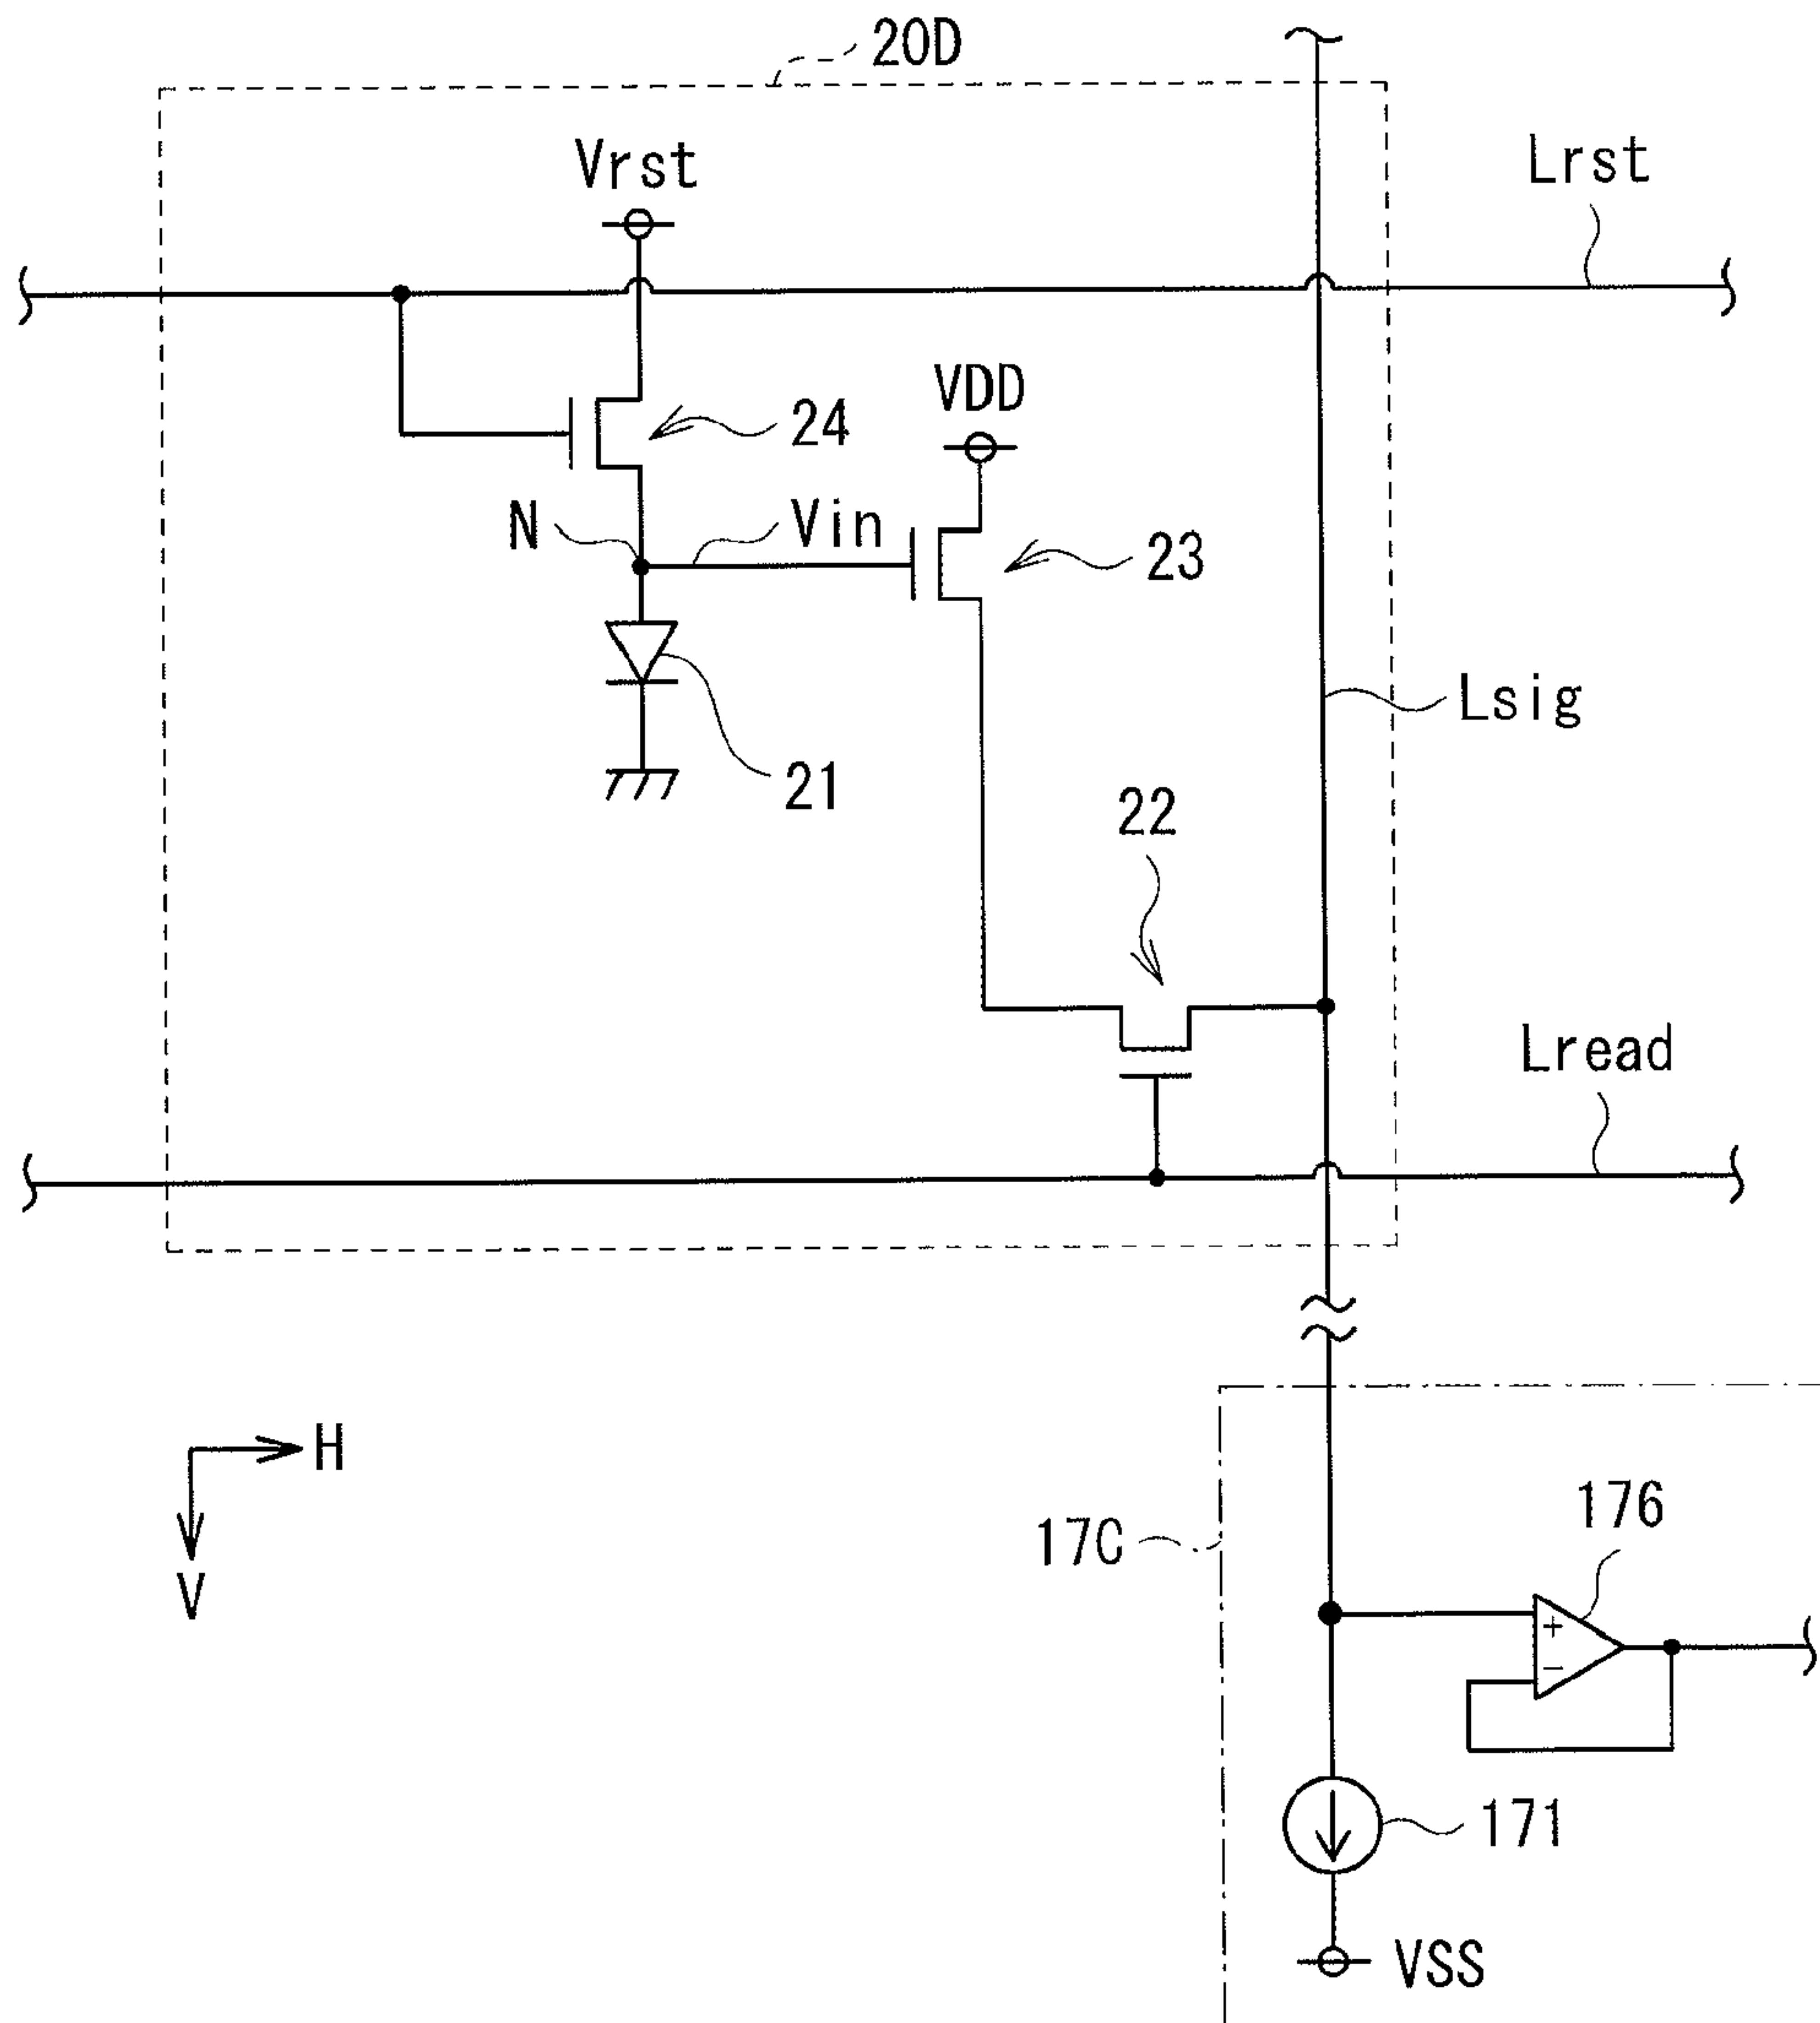 20D
Vrst
Lrst
VDD
24
N
Vin
23
Lsig
21
22
Lread
H
V
17C
176
+
−
171
VSS